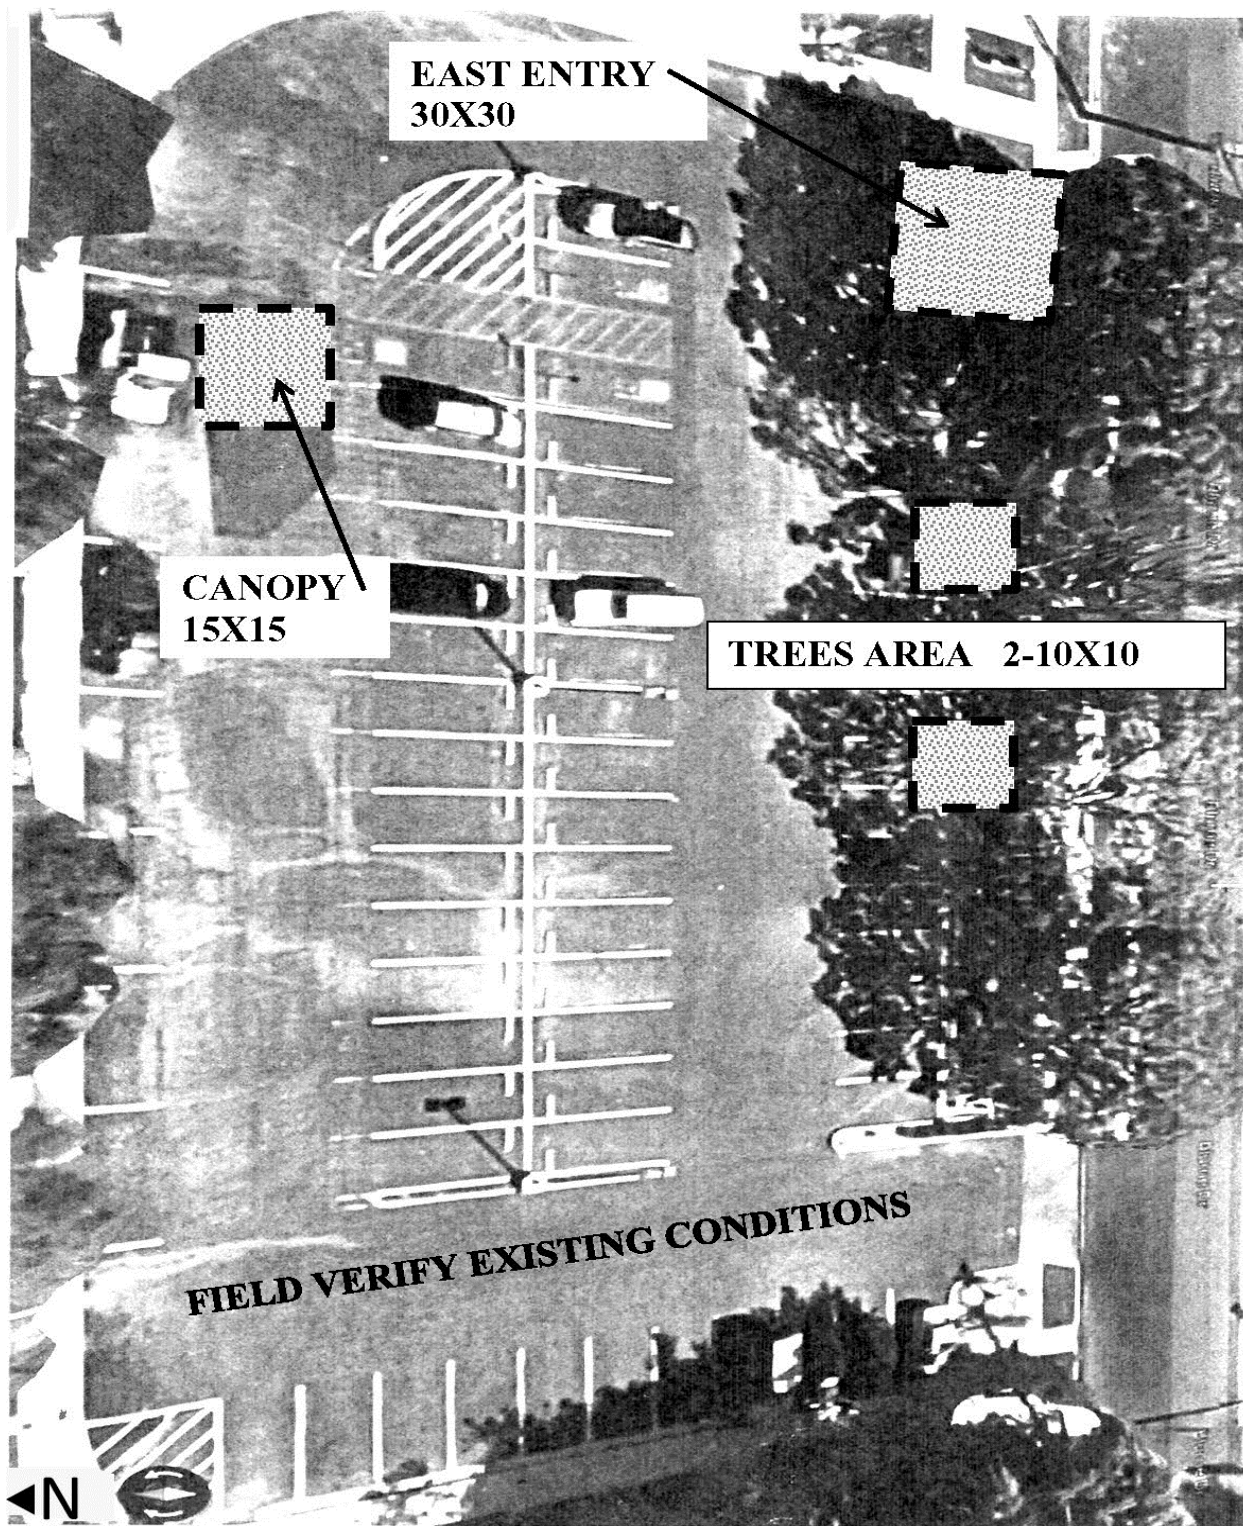 EAST ENTRY
30X30
CANOPY
15X15
TREES AREA 2-10X10
FIELD VERIFY EXISTING CONDITIONS
N